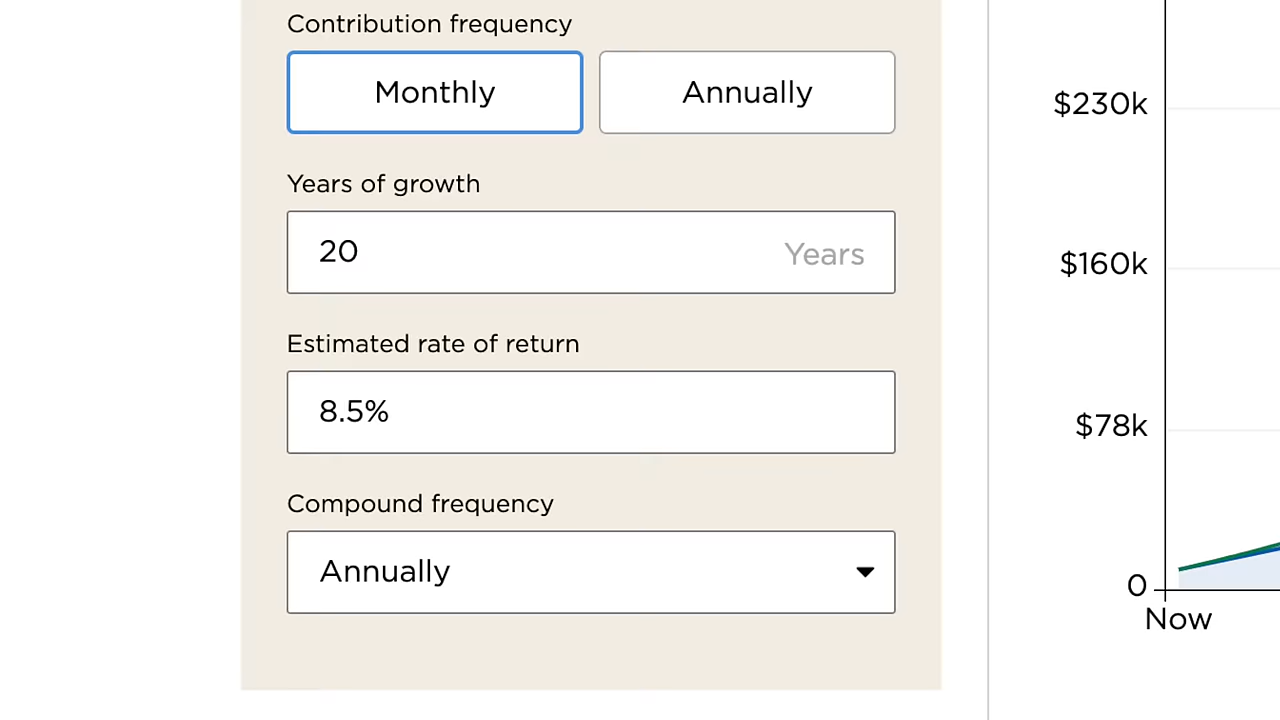 Contribution frequency
Monthly
Annually
Years of growth
20
Years
Estimated rate of return
8.5%
Compound frequency
Annually
$230k
$160k
$78k
0
Now